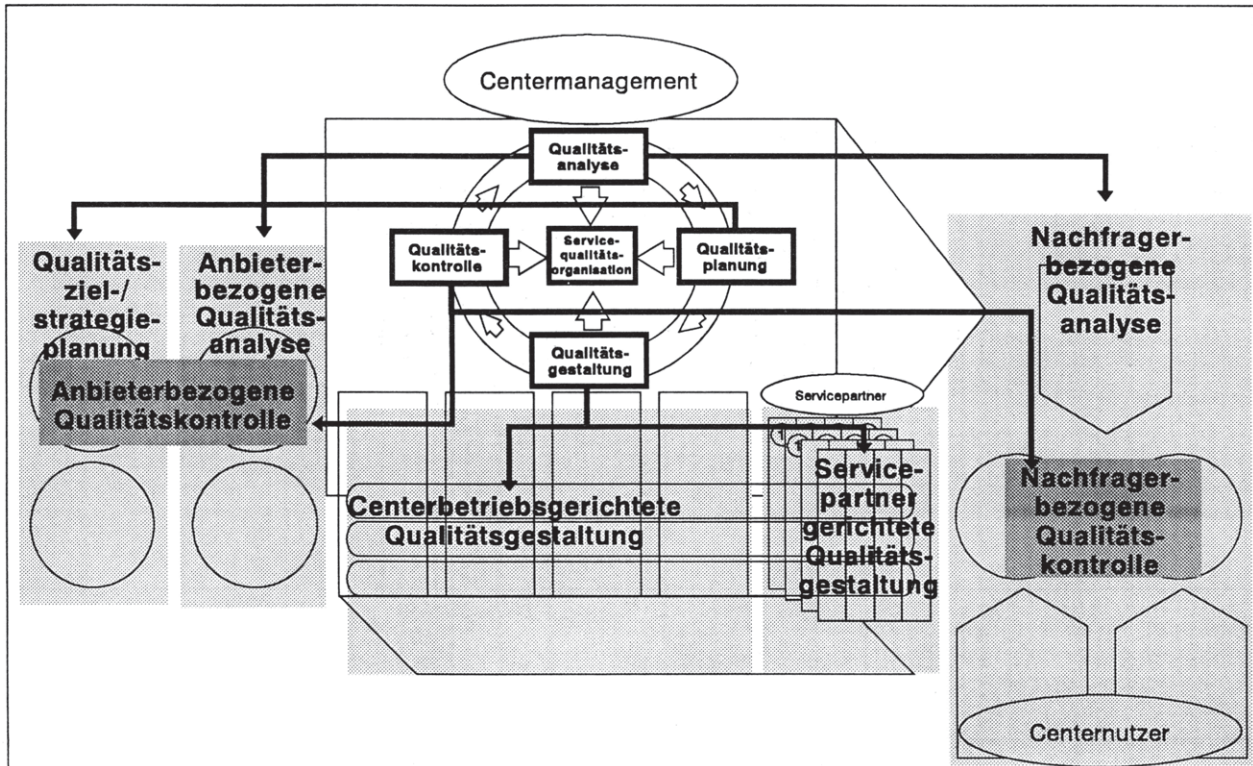 Centermanagement
Qualitäts-
analyse
Qualitäts-
kontrolle
Service-
qualitäts-
organisation
Qualitäts-
planung
Qualitäts-
gestaltung
Qualitäts-
ziel-/
strategie-
planung
Anbieter-
bezogene
Qualitäts-
analyse
Anbieterbezogene
Qualitätskontrolle
Nachfrager-
bezogene
Qualitäts-
analyse
Servicepartner
1
1
Centerbetriebsgerichtete
Qualitätsgestaltung
Service-
partner
gerichtete
Qualitäts-
gestaltung
Nachfrager-
bezogene
Qualitäts-
kontrolle
Centernutzer